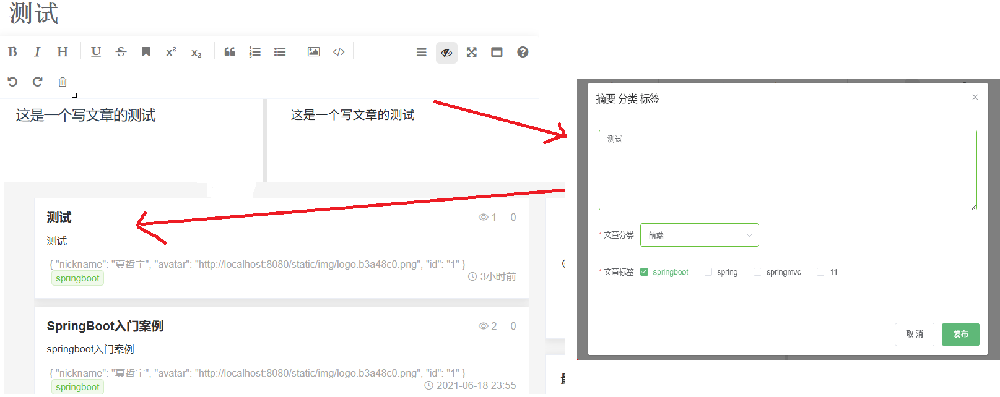 测试
B I H U S x² x₂
这是一个写文章的测试
这是一个写文章的测试
测试
1 0
测试
{ "nickname": "夏哲宇", "avatar": "http://localhost:8080/static/img/logo.b3a48c0.png", "id": "1" }
springboot
3小时前
SpringBoot入门案例
2 0
springboot入门案例
{ "nickname": "夏哲宇", "avatar": "http://localhost:8080/static/img/logo.b3a48c0.png", "id": "1" }
springboot
2021-06-18 23:55
摘要 分类 标签
测试
* 文章分类 前端
* 文章标签 springboot spring springmvc 11
取 消 发布